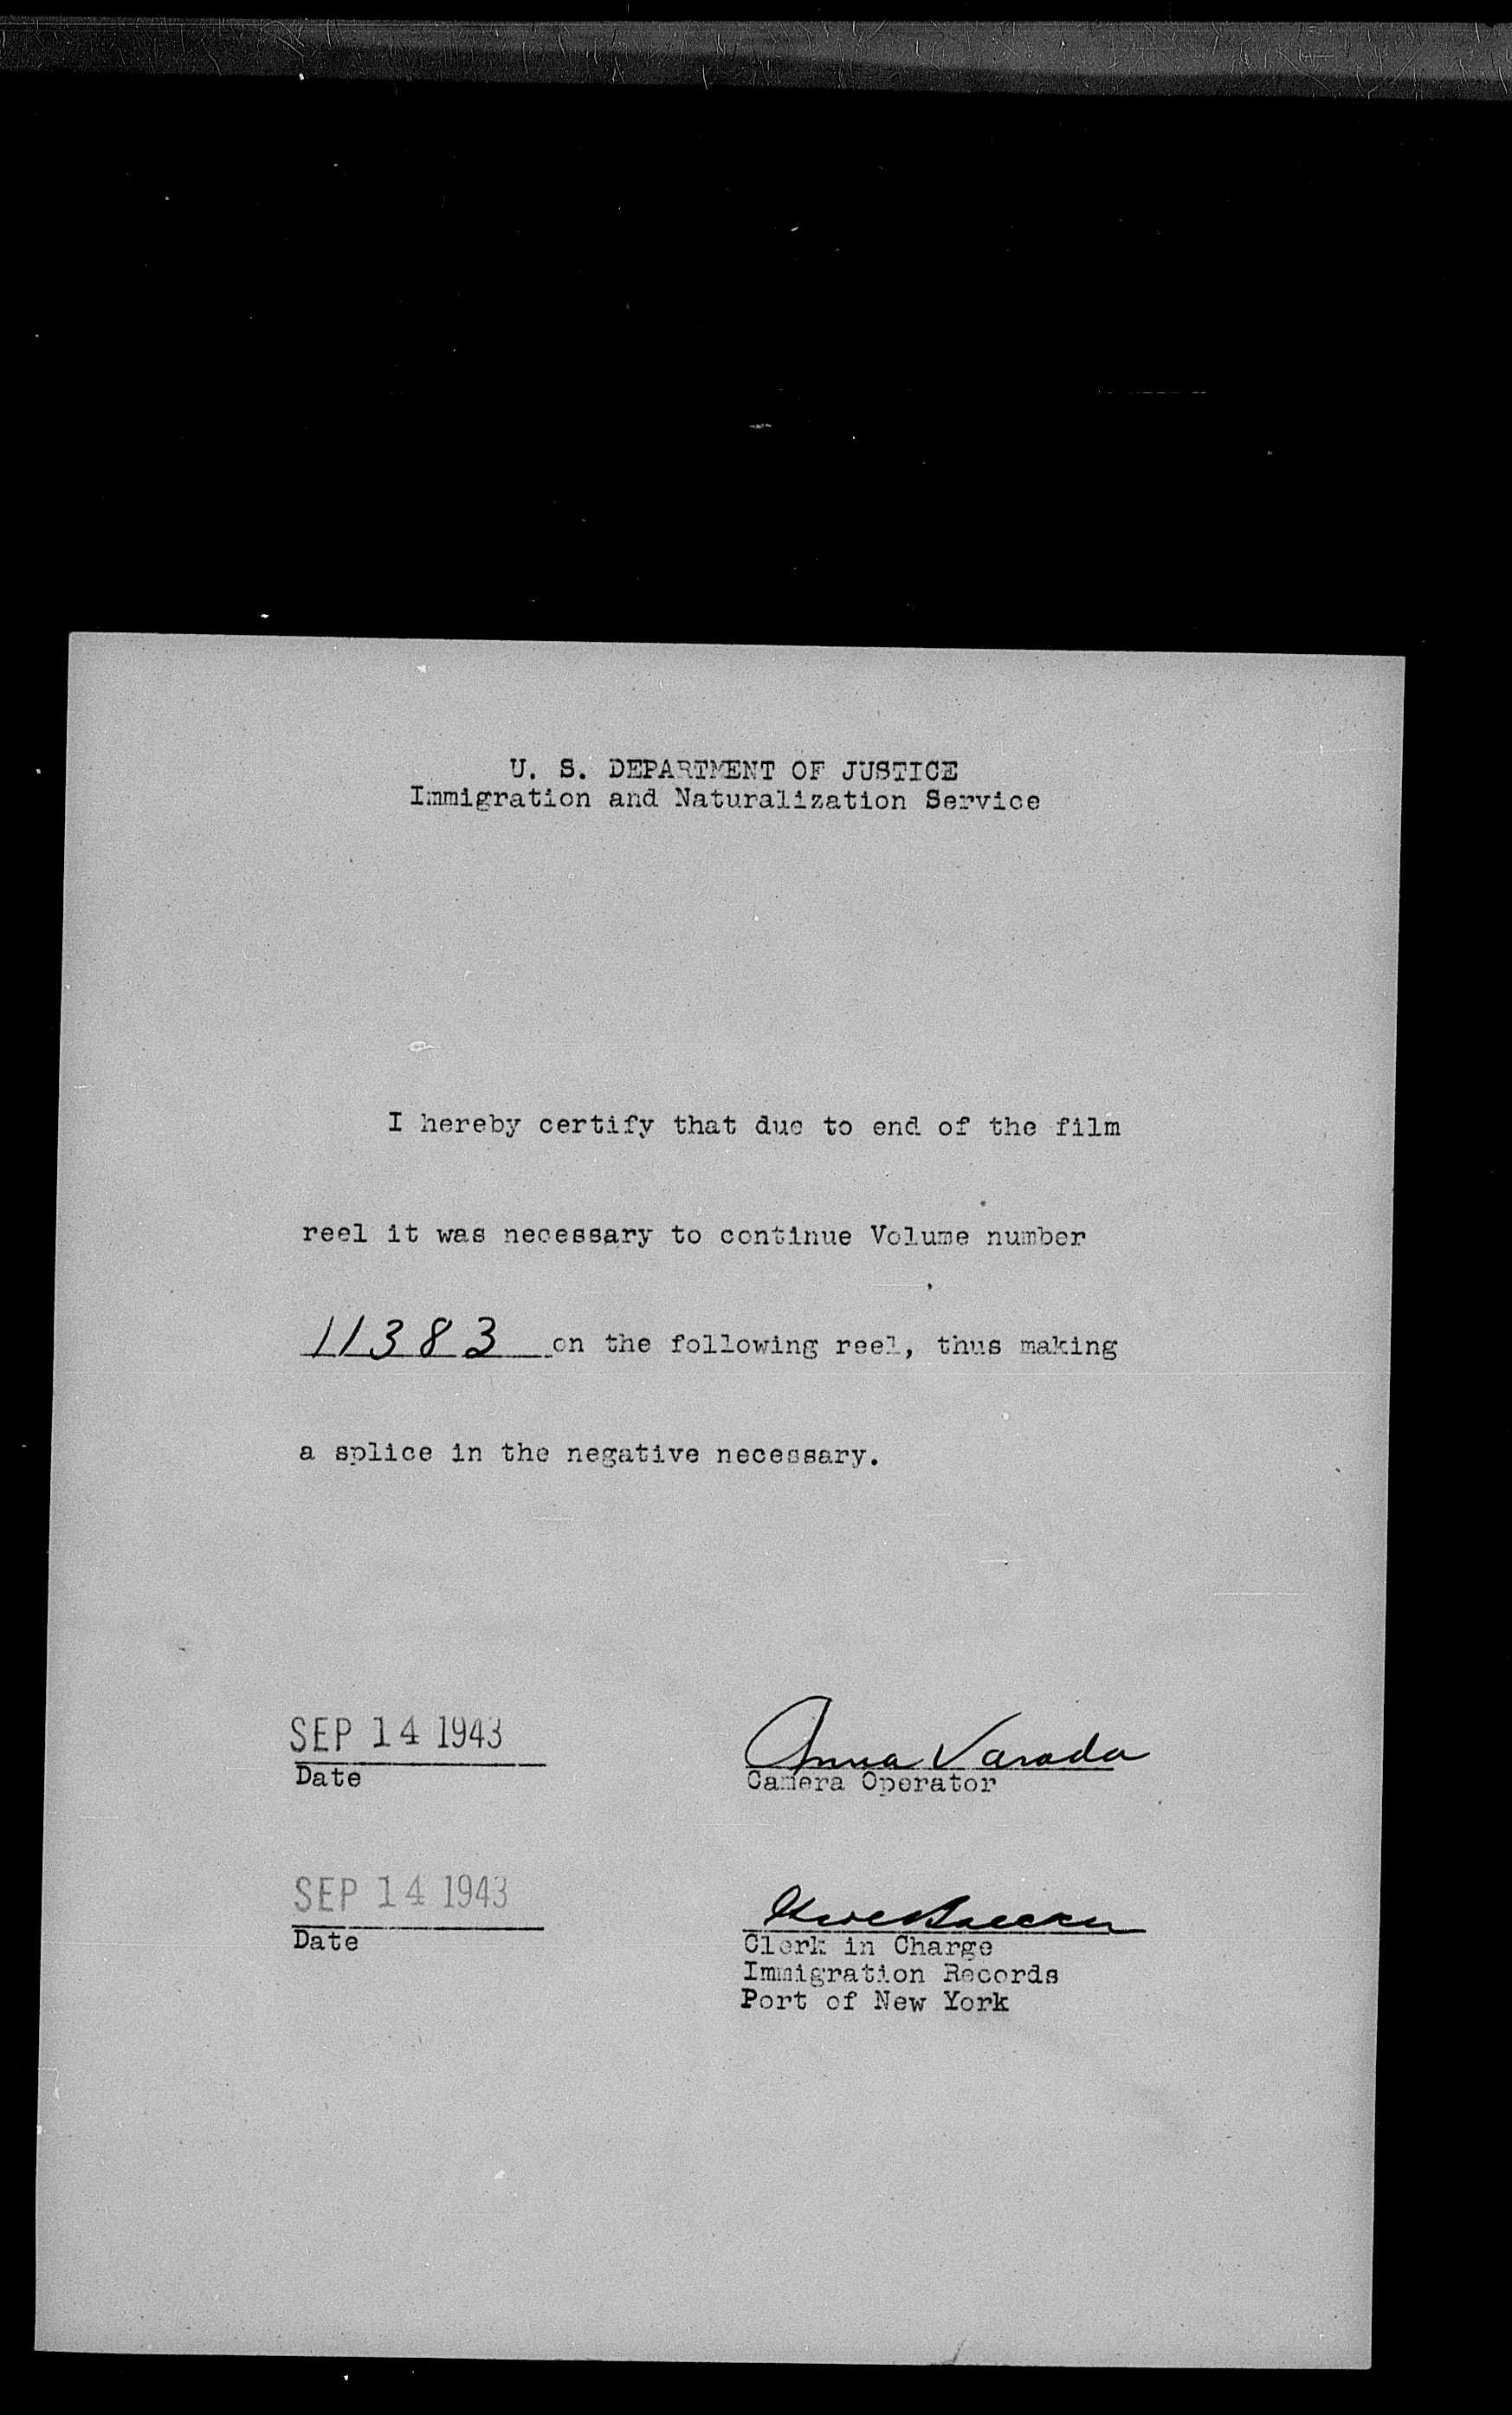 U. S. DEPARTMENT OF JUSTICE
Immigration and Naturalization Service
I hereby certify that due to end of the film
reel it was necessary to continue Volume number
11383 on the following reel, thus making
a splice in the negative necessary.
SEP 14 1943
Date
Anna Varada
Camera Operator
SEP 14 1943
Date
Clerk in Charge
Immigration Records
Port of New York